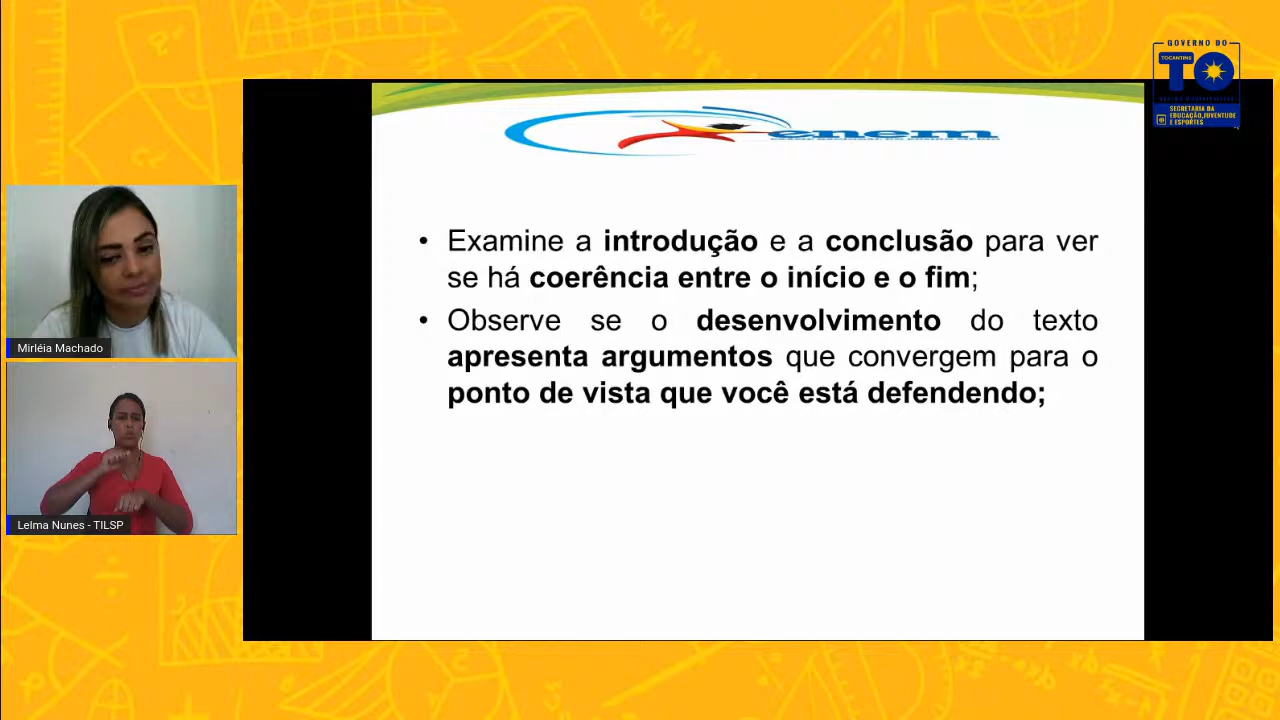 GOVERNO DO
TOCANTINS
TO
SECRETARIA DA
EDUCAÇÃO, JUVENTUDE
E ESPORTES
enem
• Examine a introdução e a conclusão para ver
se há coerência entre o início e o fim;
• Observe se o desenvolvimento do texto
apresenta argumentos que convergem para o
ponto de vista que você está defendendo;
Mirléia Machado
Lelma Nunes - TILSP